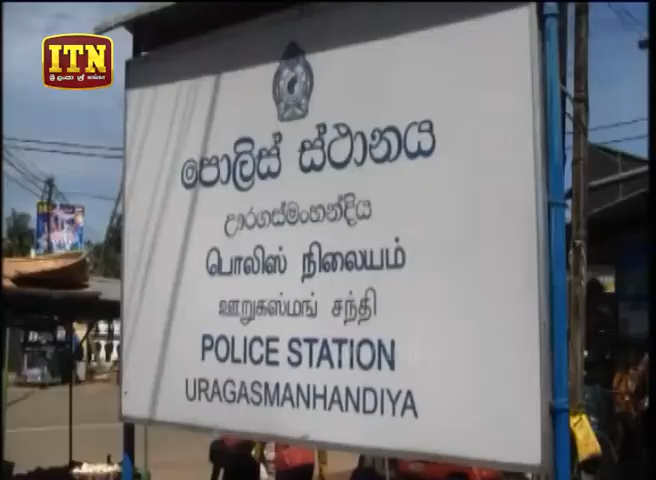 ITN
පොලිස් ස්ථානය
ඌරගස්මංහන්දිය
பொலிஸ் நிலையம்
ஊறுகஸ்மங் சந்தி
POLICE STATION
URAGASMANHANDIYA